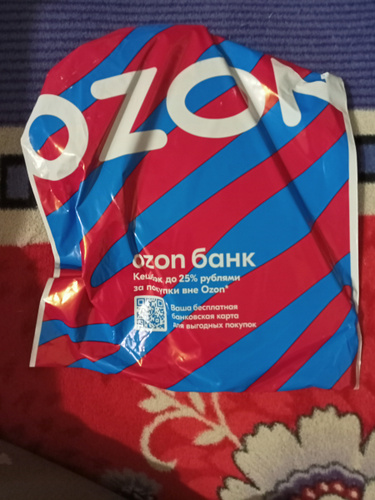 OZON
ozon банк
Кешбэк до 25% рублями
за покупки вне Ozon*
Ваша бесплатная
банковская карта
для выгодных покупок